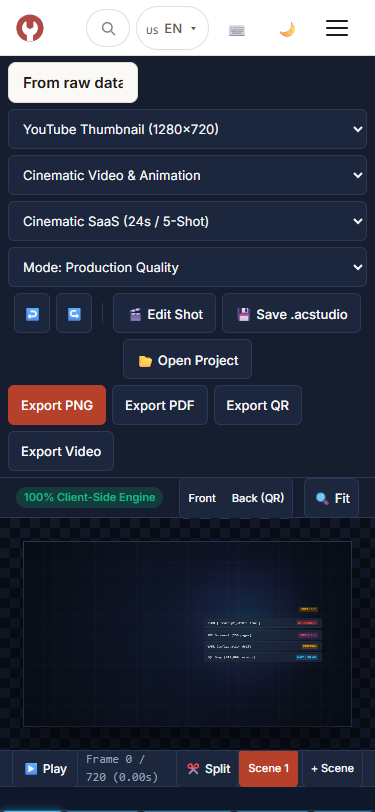 US EN
From raw data
YouTube Thumbnail (1280×720)
Cinematic Video & Animation
Cinematic SaaS (24s / 5-Shot)
Mode: Production Quality
Edit Shot
Save .acstudio
Open Project
Export PNG
Export PDF
Export QR
Export Video
100% Client-Side Engine
Front
Back (QR)
Fit
Play
Frame 0 /
720 (0.00s)
Split
Scene 1
+ Scene